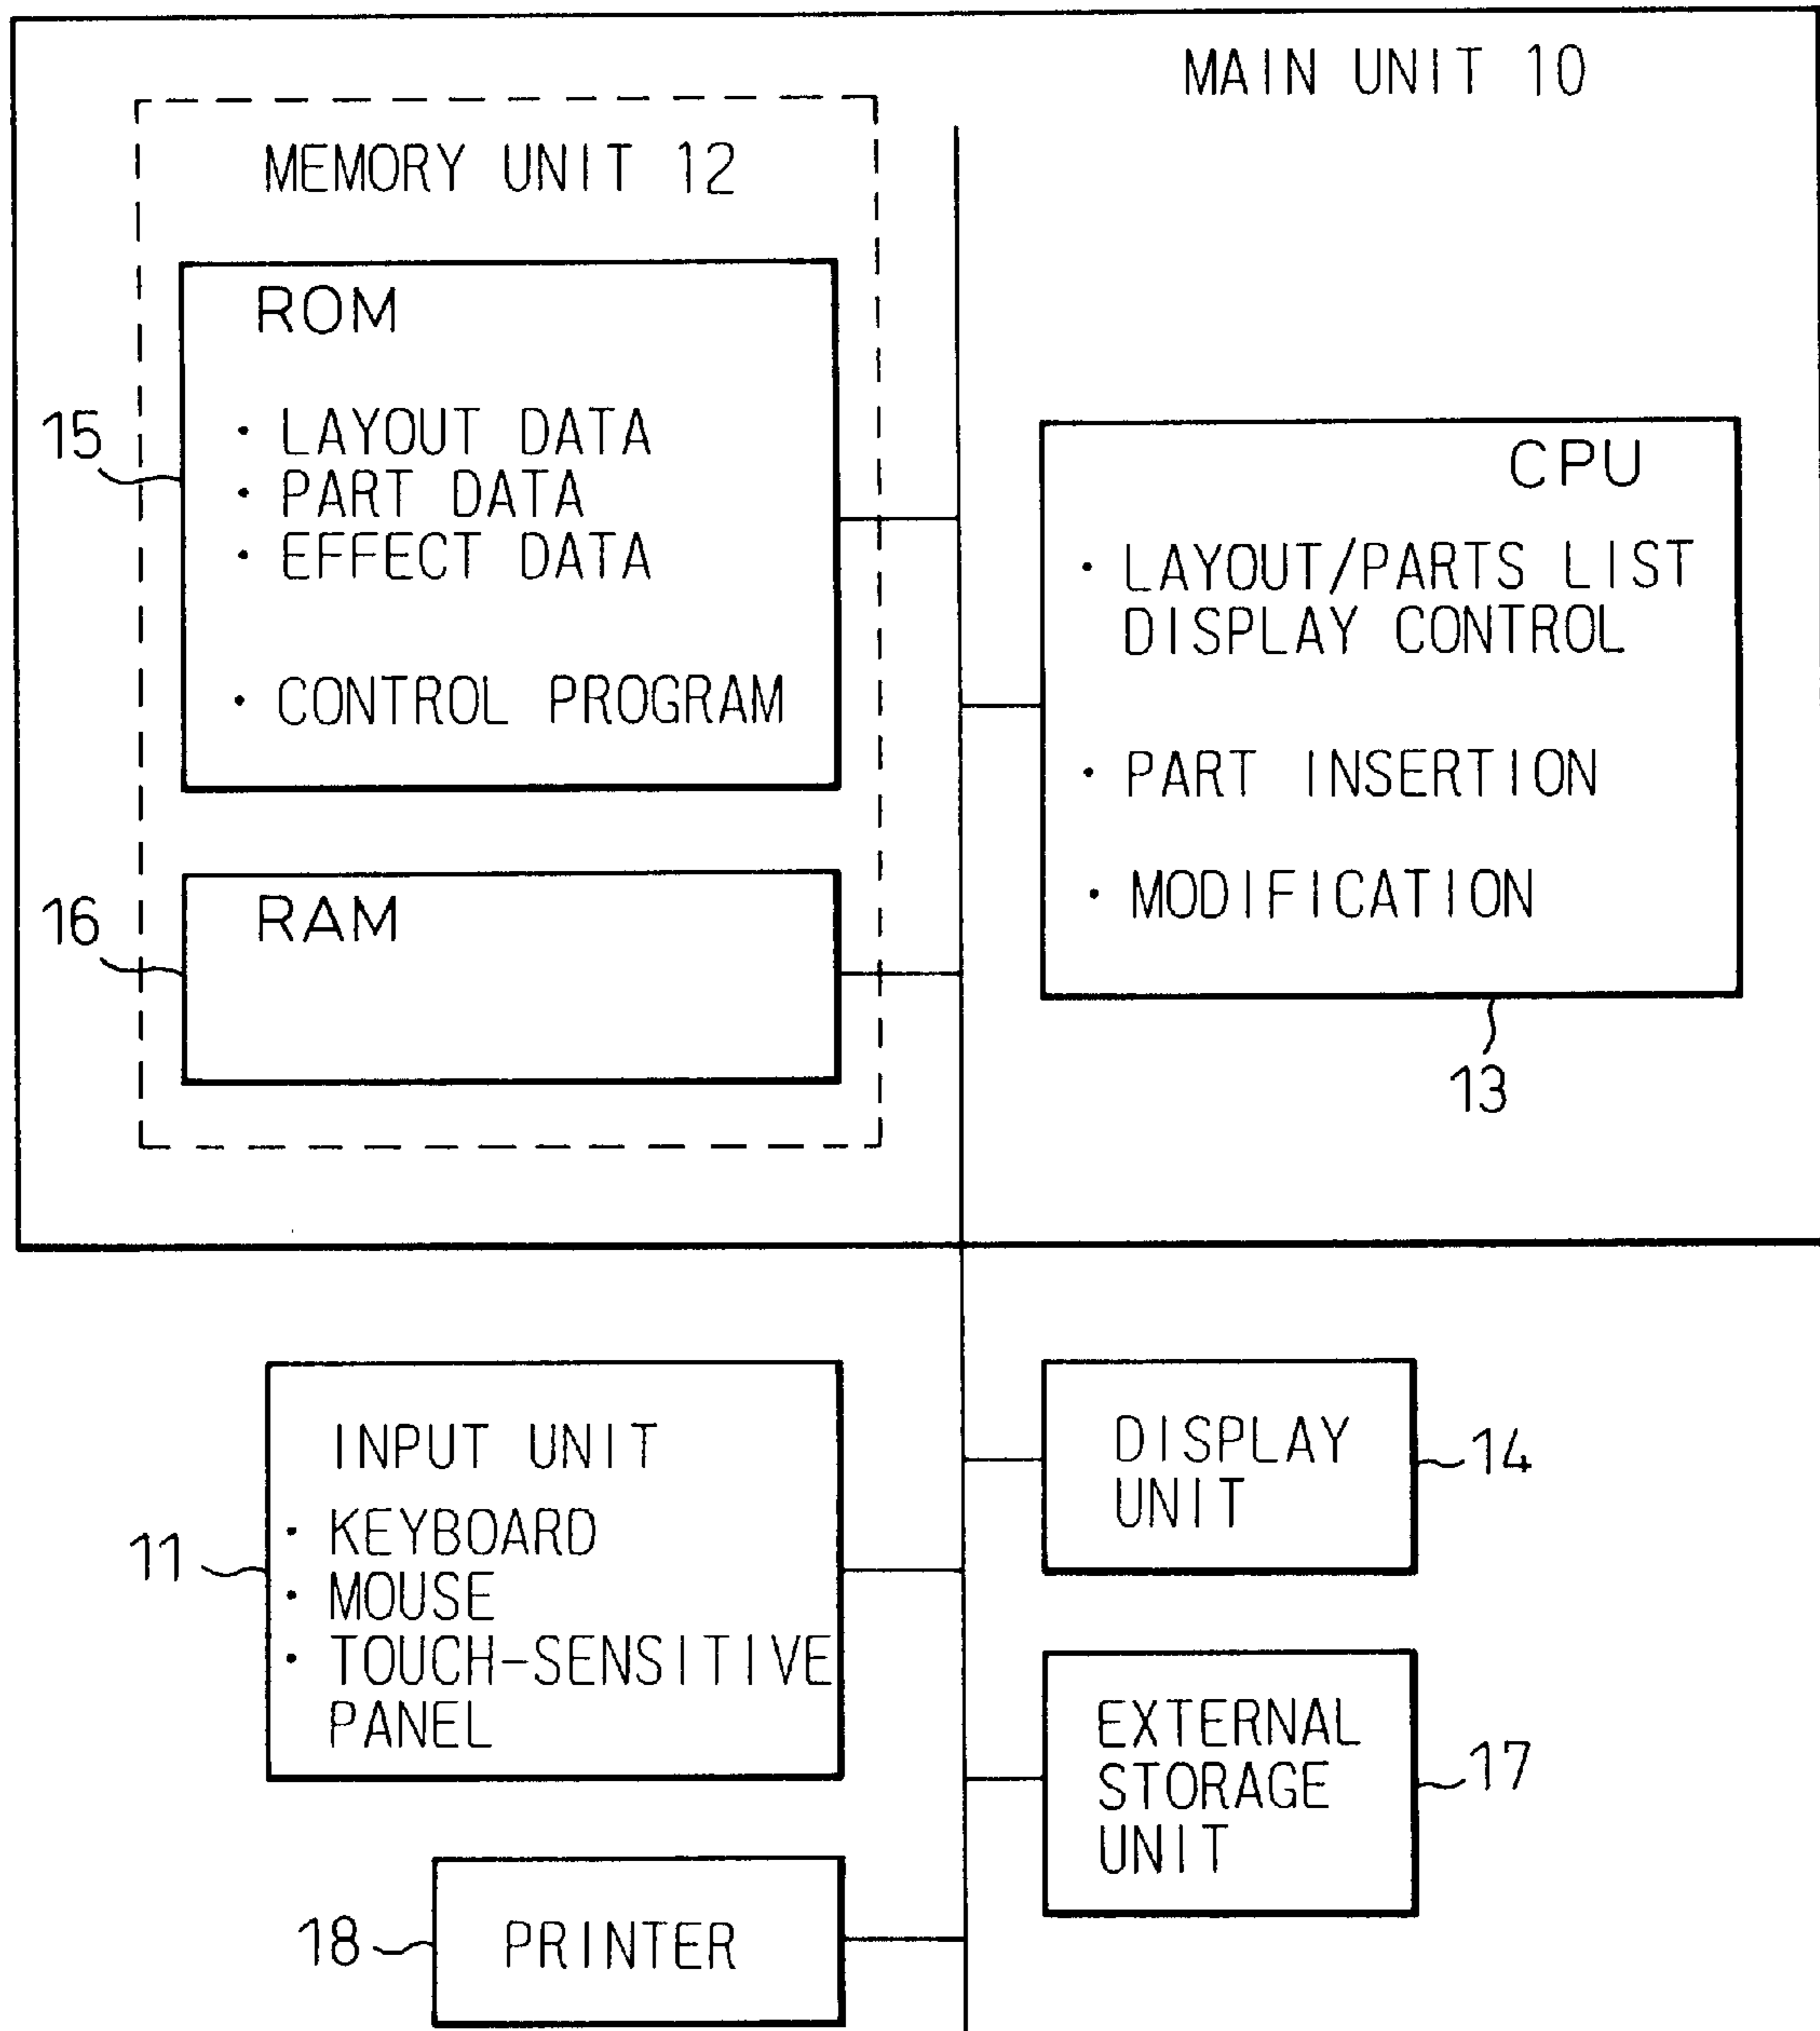 MAIN UNIT 10
MEMORY UNIT 12
ROM
· LAYOUT DATA
· PART DATA
· EFFECT DATA
· CONTROL PROGRAM
15
RAM
16
CPU
· LAYOUT/PARTS LIST
DISPLAY CONTROL
· PART INSERTION
· MODIFICATION
13
INPUT UNIT
· KEYBOARD
· MOUSE
· TOUCH-SENSITIVE
PANEL
11
DISPLAY
UNIT
14
EXTERNAL
STORAGE
UNIT
17
PRINTER
18